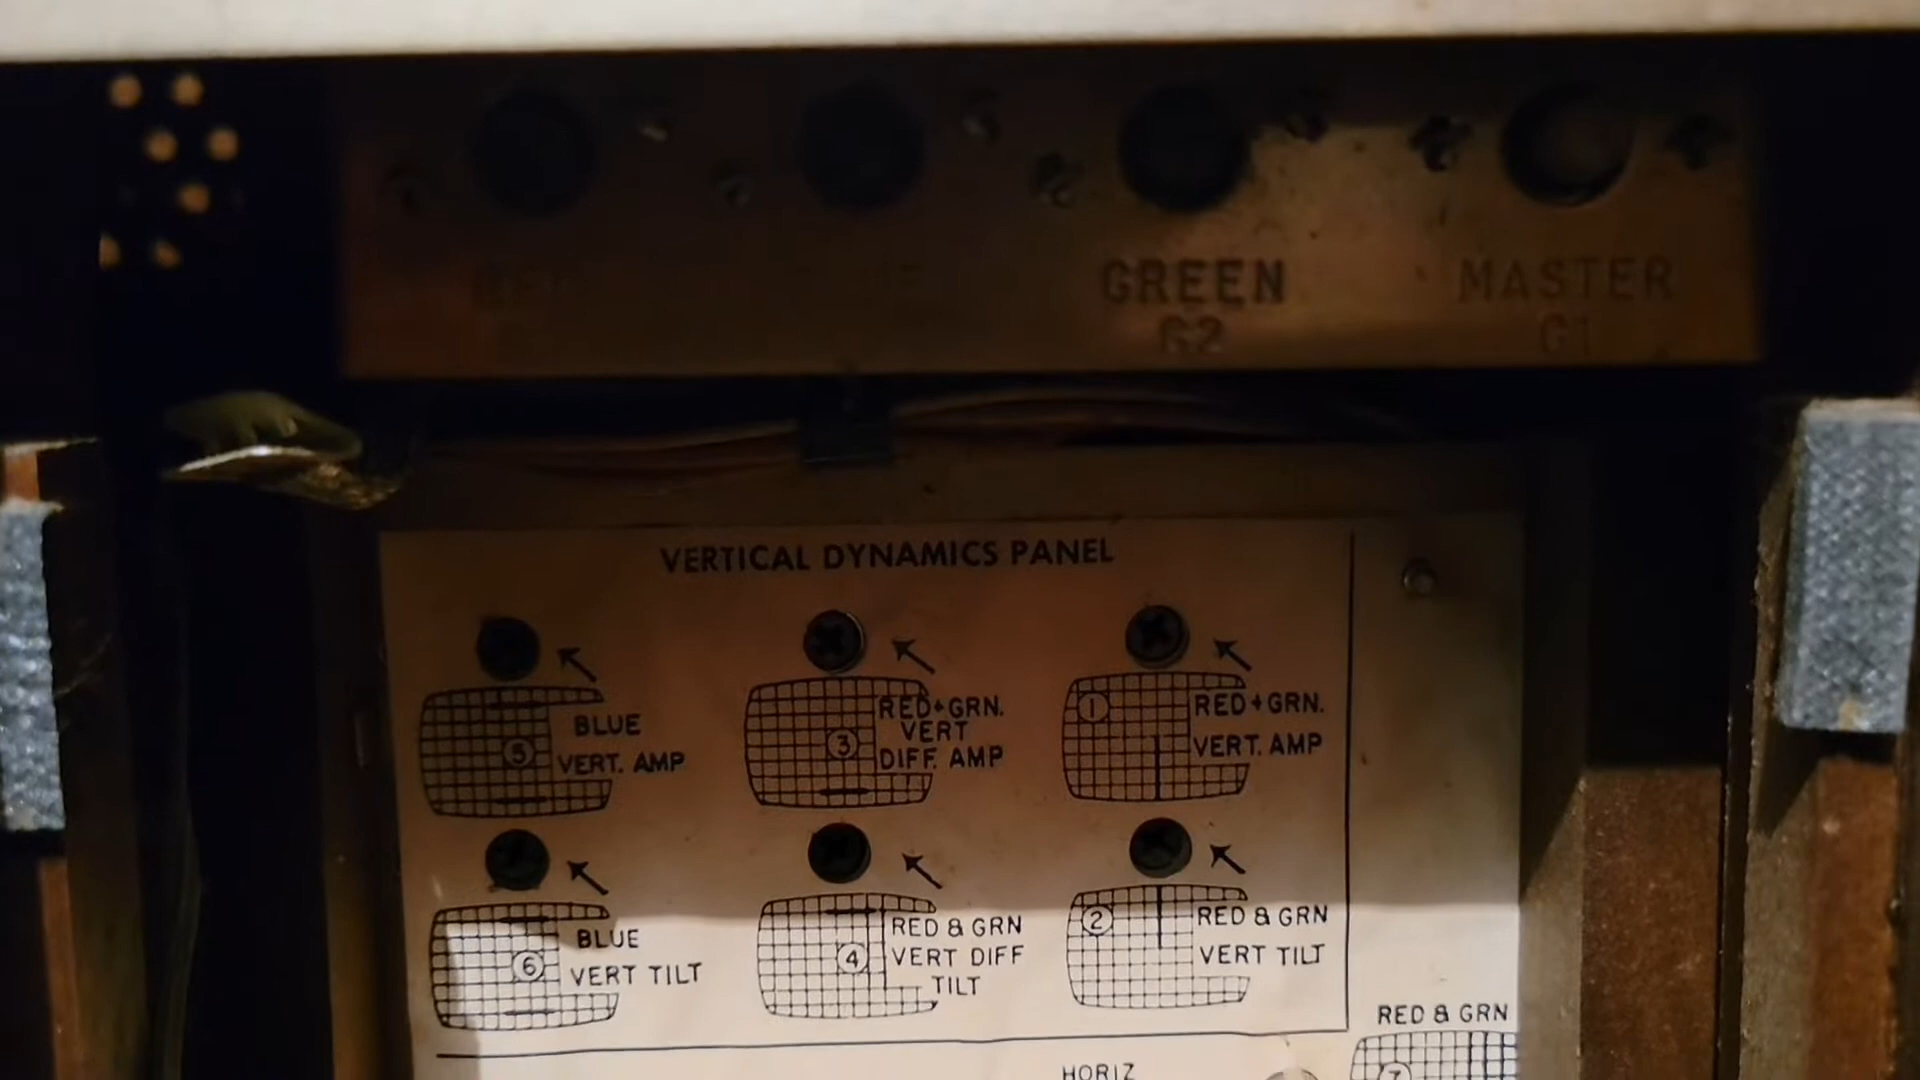 GREEN
G2
MASTER
G1
VERTICAL DYNAMICS PANEL
5
BLUE
VERT. AMP
3
RED+GRN.
VERT
DIFF. AMP
1
RED+GRN.
VERT. AMP
6
BLUE
VERT TILT
4
RED & GRN
VERT DIFF
TILT
2
RED & GRN
VERT TILT
RED & GRN
7
HORIZ